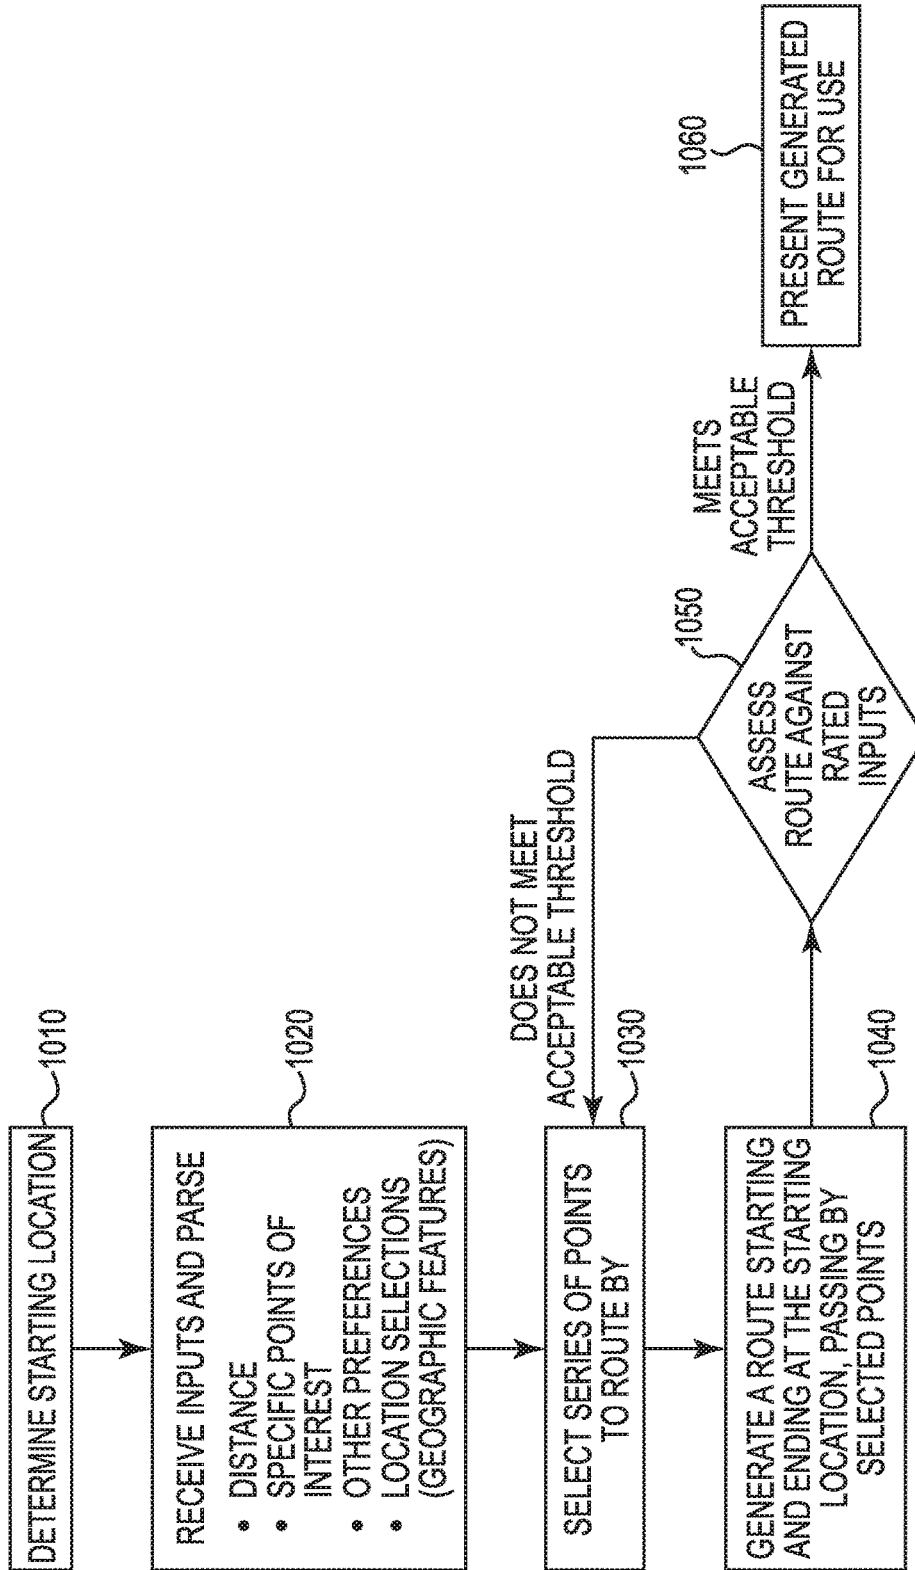 DETERMINE STARTING LOCATION
1010
RECEIVE INPUTS AND PARSE
• DISTANCE
• SPECIFIC POINTS OF
INTEREST
• OTHER PREFERENCES
• LOCATION SELECTIONS
(GEOGRAPHIC FEATURES)
1020
DOES NOT MEET
ACCEPTABLE THRESHOLD
SELECT SERIES OF POINTS
TO ROUTE BY
1030
GENERATE A ROUTE STARTING
AND ENDING AT THE STARTING
LOCATION, PASSING BY
SELECTED POINTS
1040
ASSESS
ROUTE AGAINST
RATED
INPUTS
1050
MEETS
ACCEPTABLE
THRESHOLD
PRESENT GENERATED
ROUTE FOR USE
1060